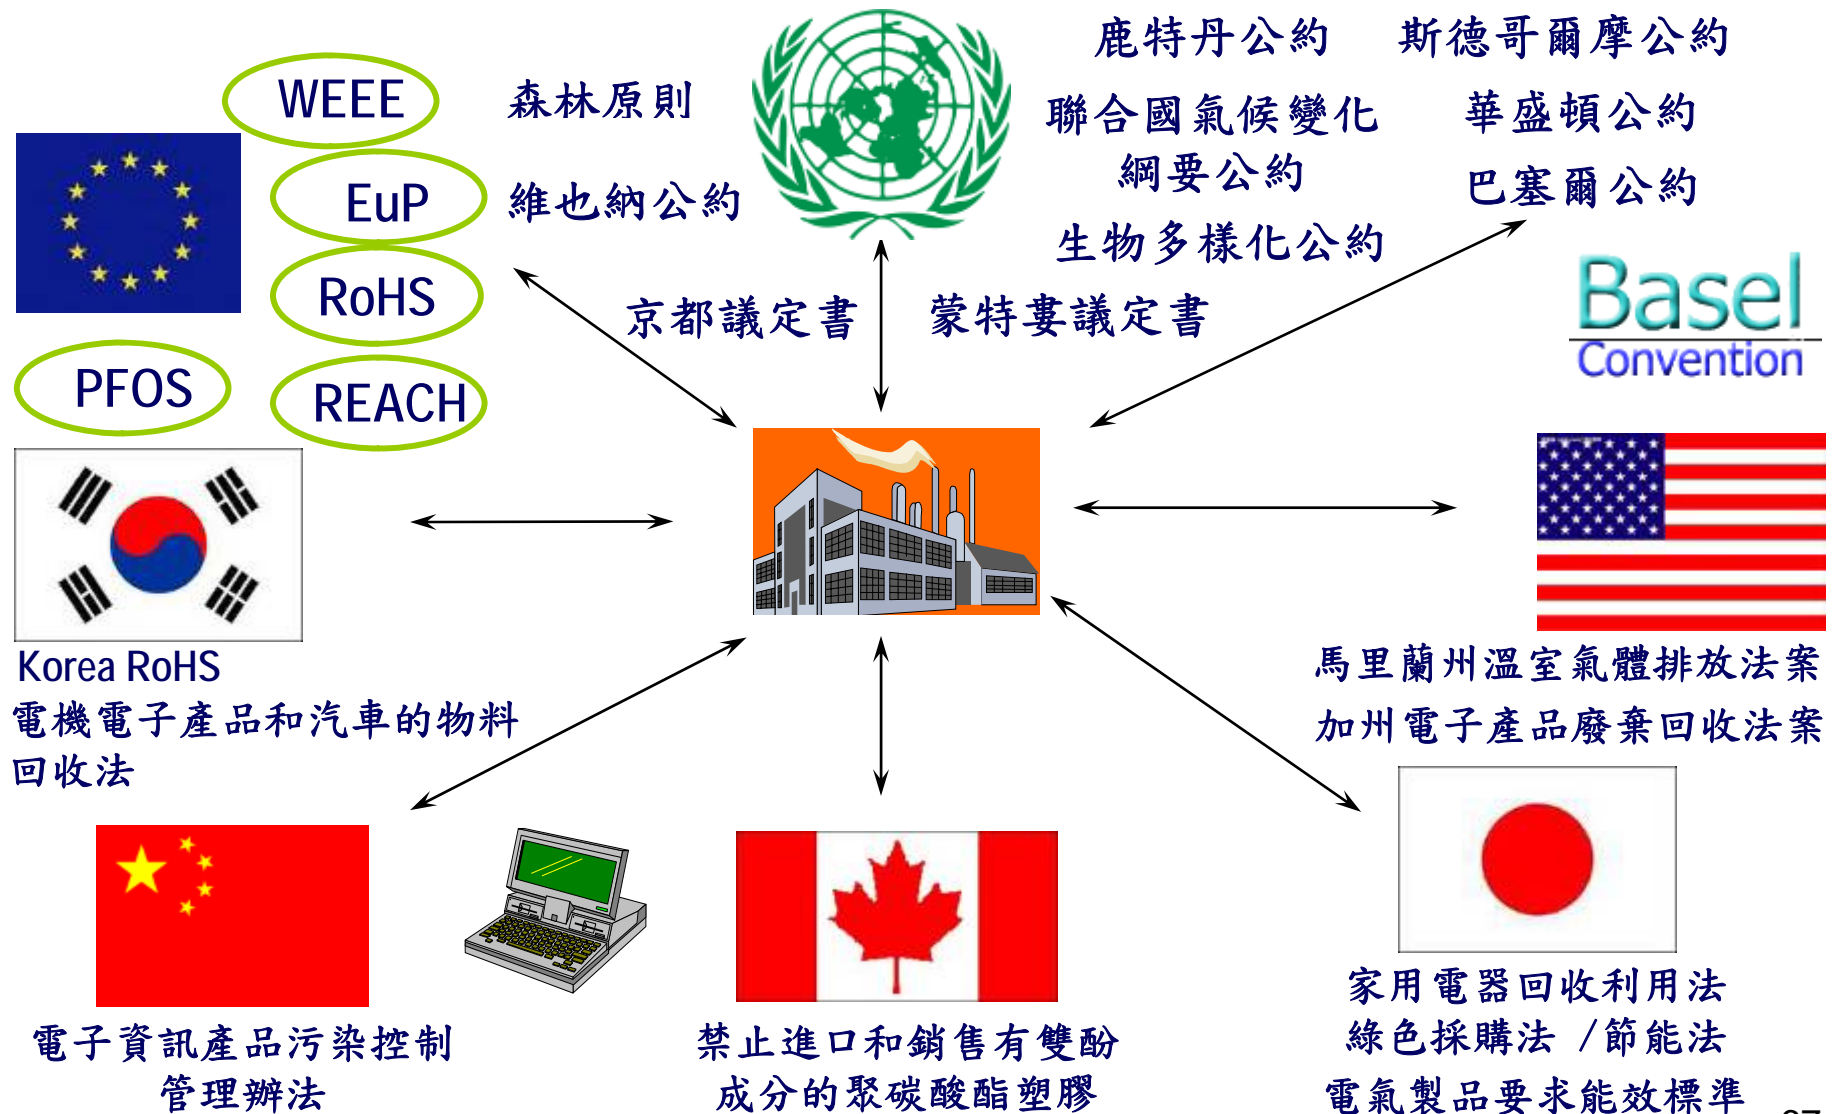 WEEE
EuP
RoHS
PFOS
REACH
森林原則
維也納公約
京都議定書
蒙特婁議定書
鹿特丹公約
斯德哥爾摩公約
聯合國氣候變化
綱要公約
華盛頓公約
巴塞爾公約
生物多樣化公約
Basel
Convention
Korea RoHS
電機電子產品和汽車的物料
回收法
馬里蘭州溫室氣體排放法案
加州電子產品廢棄回收法案
電子資訊產品污染控制
管理辦法
禁止進口和銷售有雙酚
成分的聚碳酸酯塑膠
家用電器回收利用法
綠色採購法 /節能法
電氣製品要求能效標準